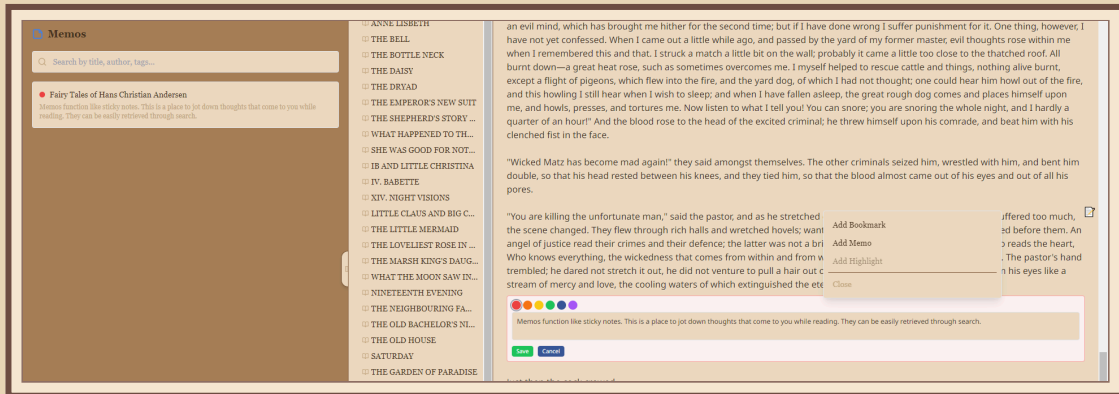 Memos
Search by title, author, tags...
Fairy Tales of Hans Christian Andersen
Memos function like sticky notes. This is a place to jot down thoughts that come to you while
reading. They can be easily retrieved through search.
ANNE LISBETH
THE BELL
THE BOTTLE NECK
THE DAISY
THE DRYAD
THE EMPEROR'S NEW SUIT
THE SHEPHERD'S STORY ...
WHAT HAPPENED TO TH...
SHE WAS GOOD FOR NOT...
IB AND LITTLE CHRISTINA
IV. BABETTE
XIV. NIGHT VISIONS
LITTLE CLAUS AND BIG C...
THE LITTLE MERMAID
THE LOVELIEST ROSE IN ...
THE MARSH KING'S DAUG...
WHAT THE MOON SAW IN...
NINETEENTH EVENING
THE NEIGHBOURING FA...
THE OLD BACHELOR'S NI...
THE OLD HOUSE
SATURDAY
THE GARDEN OF PARADISE
an evil mind, which has brought me hither for the second time; but if I have done wrong I suffer punishment for it. One thing, however, I
have not yet confessed. When I came out a little while ago, and passed by the yard of my former master, evil thoughts rose within me
when I remembered this and that. I struck a match a little bit on the wall; probably it came a little too close to the thatched roof. All
burnt down—a great heat rose, such as sometimes overcomes me. I myself helped to rescue cattle and things, nothing alive burnt,
except a flight of pigeons, which flew into the fire, and the yard dog, of which I had not thought; one could hear him howl out of the fire,
and this howling I still hear when I wish to sleep; and when I have fallen asleep, the great rough dog comes and places himself upon
me, and howls, presses, and tortures me. Now listen to what I tell you! You can snore; you are snoring the whole night, and I hardly a
quarter of an hour!" And the blood rose to the head of the excited criminal; he threw himself upon his comrade, and beat him with his
clenched fist in the face.
"Wicked Matz has become mad again!" they said amongst themselves. The other criminals seized him, wrestled with him, and bent him
double, so that his head rested between his knees, and they tied him, so that the blood almost came out of his eyes and out of all his
pores.
"You are killing the unfortunate man," said the pastor, and as he stretched
uffered too much,
the scene changed. They flew through rich halls and wretched hovels; want
ed before them. An
angel of justice read their crimes and their defence; the latter was not a bri
o reads the heart,
Who knows everything, the wickedness that comes from within and from w
. The pastor's hand
trembled; he dared not stretch it out, he did not venture to pull a hair out o
m his eyes like a
stream of mercy and love, the cooling waters of which extinguished the ete
Add Bookmark
Add Memo
Add Highlight
Close
Memos function like sticky notes. This is a place to jot down thoughts that come to you while reading. They can be easily retrieved through search.
Save Cancel